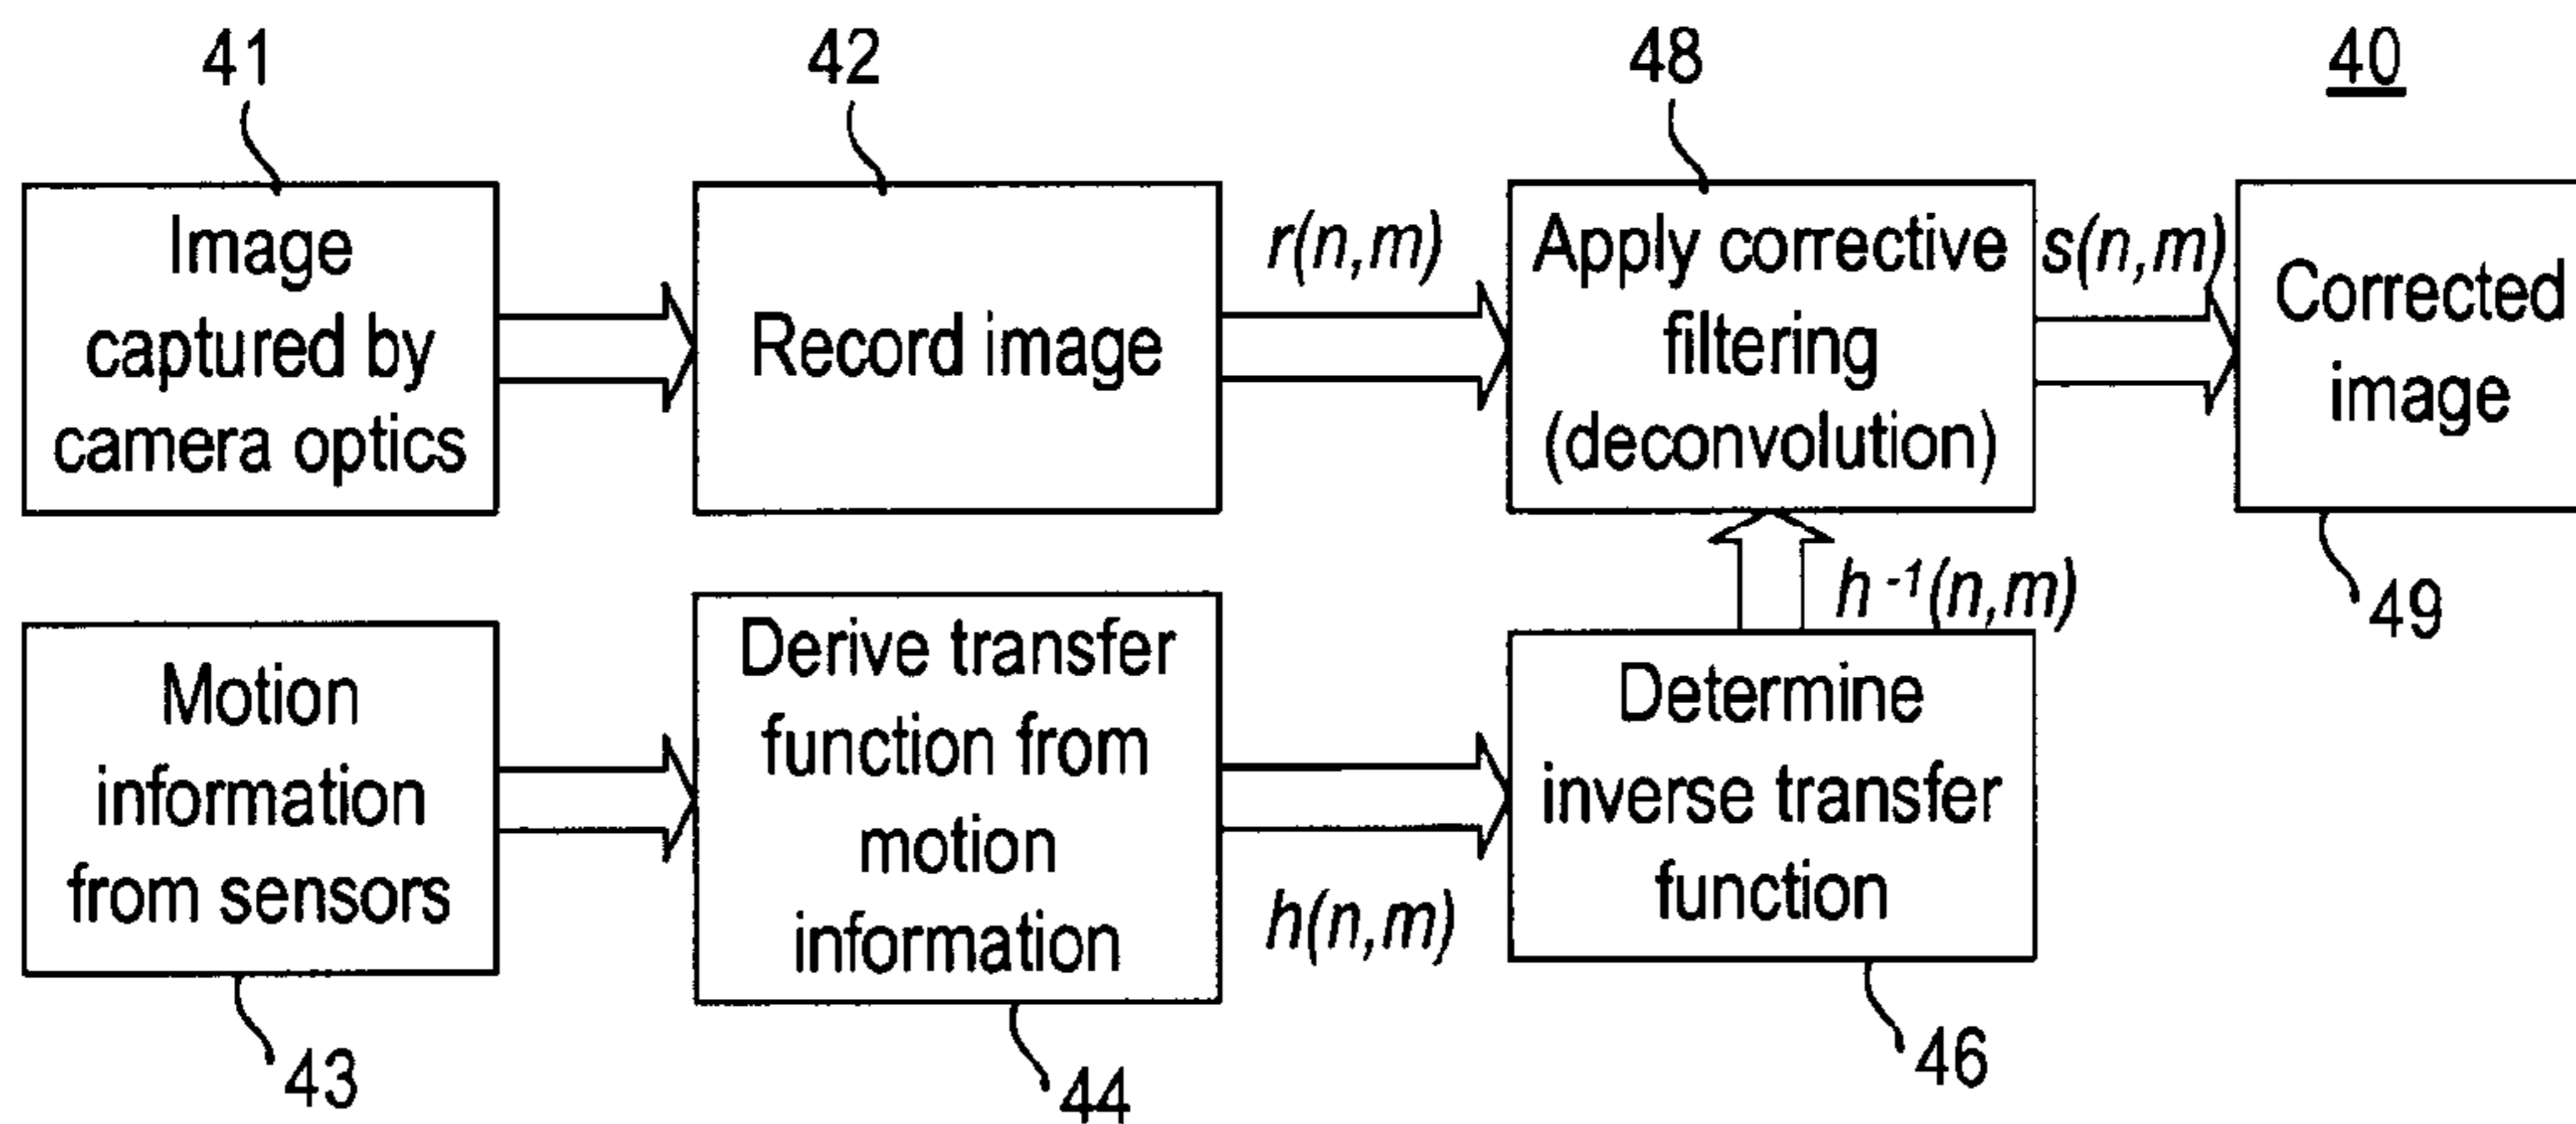 41
42
48
40
Image
captured by
camera optics
Record image
r(n,m)
Apply corrective
filtering
(deconvolution)
s(n,m)
Corrected
image
49
Motion
information
from sensors
43
Derive transfer
function from
motion
information
44
h(n,m)
Determine
inverse transfer
function
46
h⁻¹(n,m)